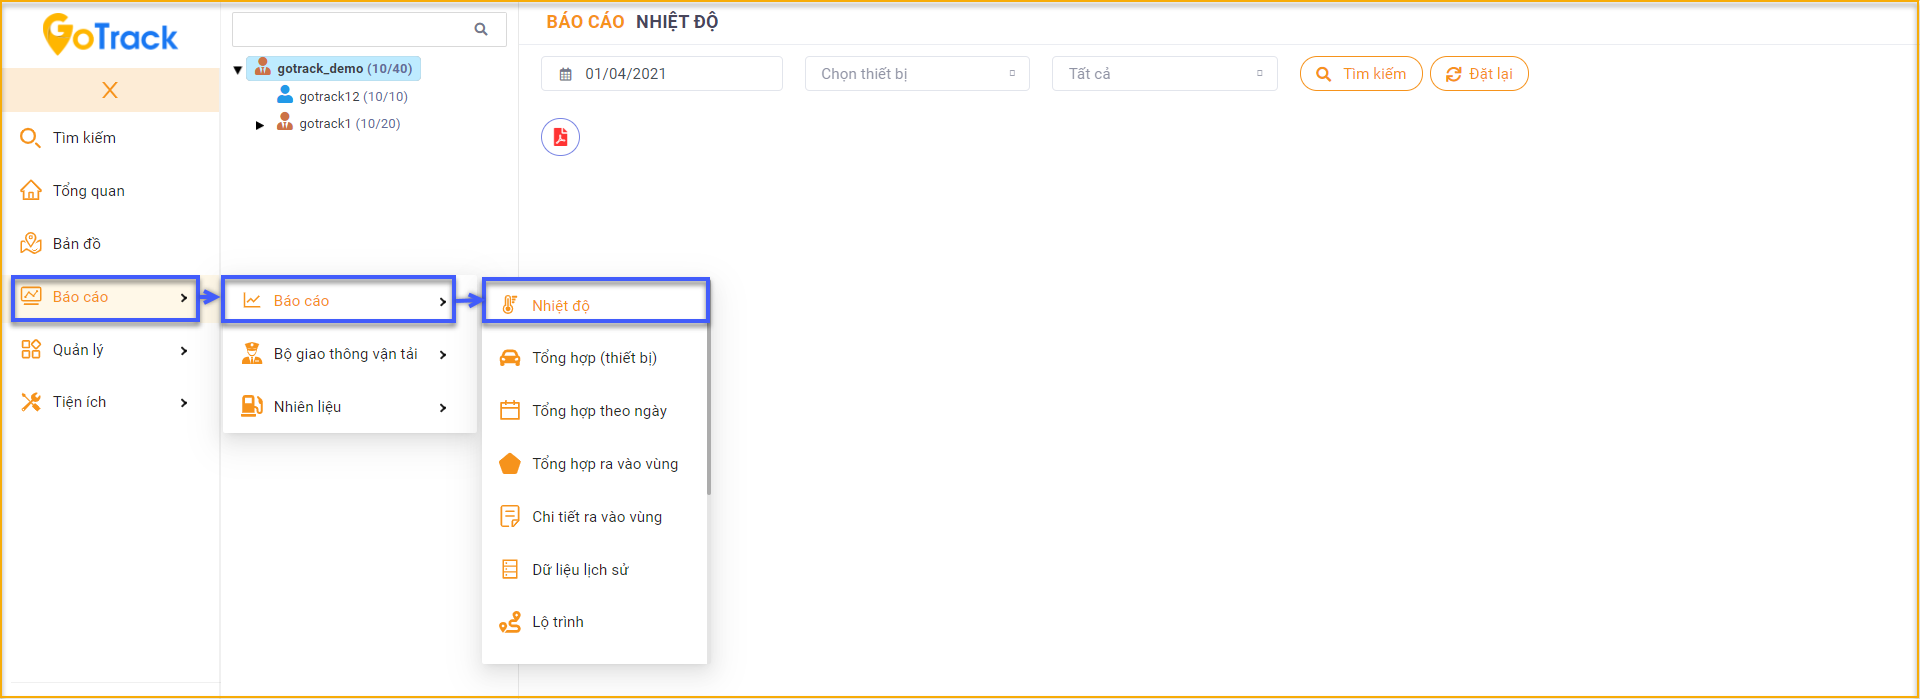 GoTrack
X
Tìm kiếm
Tổng quan
Bản đồ
Báo cáo
Quản lý
Tiện ích
gotrack_demo (10/40)
gotrack12 (10/10)
gotrack1 (10/20)
Báo cáo
Bộ giao thông vận tải
Nhiên liệu
Nhiệt độ
Tổng hợp (thiết bị)
Tổng hợp theo ngày
Tổng hợp ra vào vùng
Chi tiết ra vào vùng
Dữ liệu lịch sử
Lộ trình
BÁO CÁO NHIỆT ĐỘ
01/04/2021
Chọn thiết bị
Tất cả
Tìm kiếm
Đặt lại